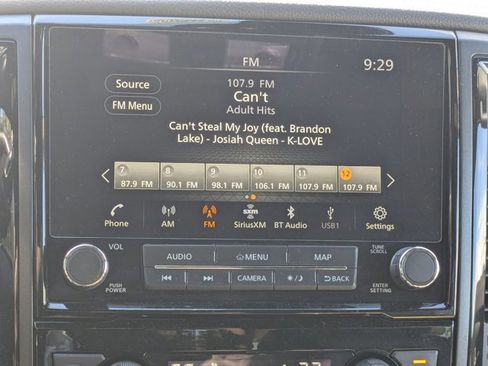 FM
9:29
Source
107.9 FM
Can't
FM Menu
Adult Hits
Can't Steal My Joy (feat. Brandon
Lake) - Josiah Queen - K-LOVE
7 8 9 10 11 12
87.9 FM 90.1 FM 98.1 FM 106.1 FM 107.9 FM 107.9 FM
Phone AM FM SiriusXM BT Audio USB1 Settings
sxm
VOL
AUDIO MENU MAP
TUNE
SCROLL
CAMERA BACK
PUSH
POWER
ENTER
SETTING